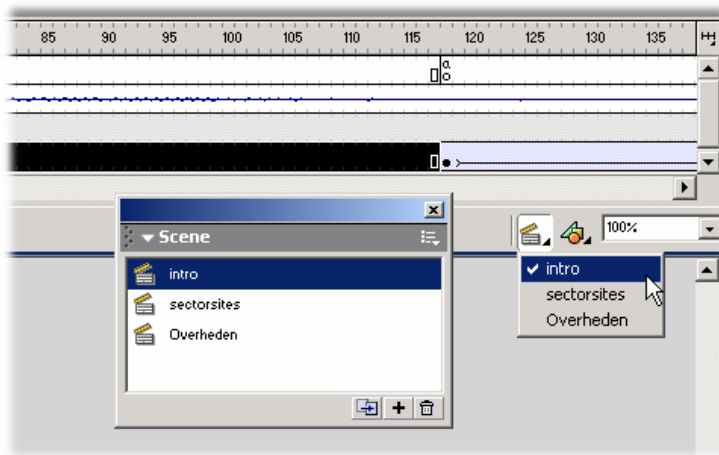 85 90 95 100 105 110 115 120 125 130 135
a
Scene
100%
intro
intro
sectorsites
sectorsites
Overheden
Overheden